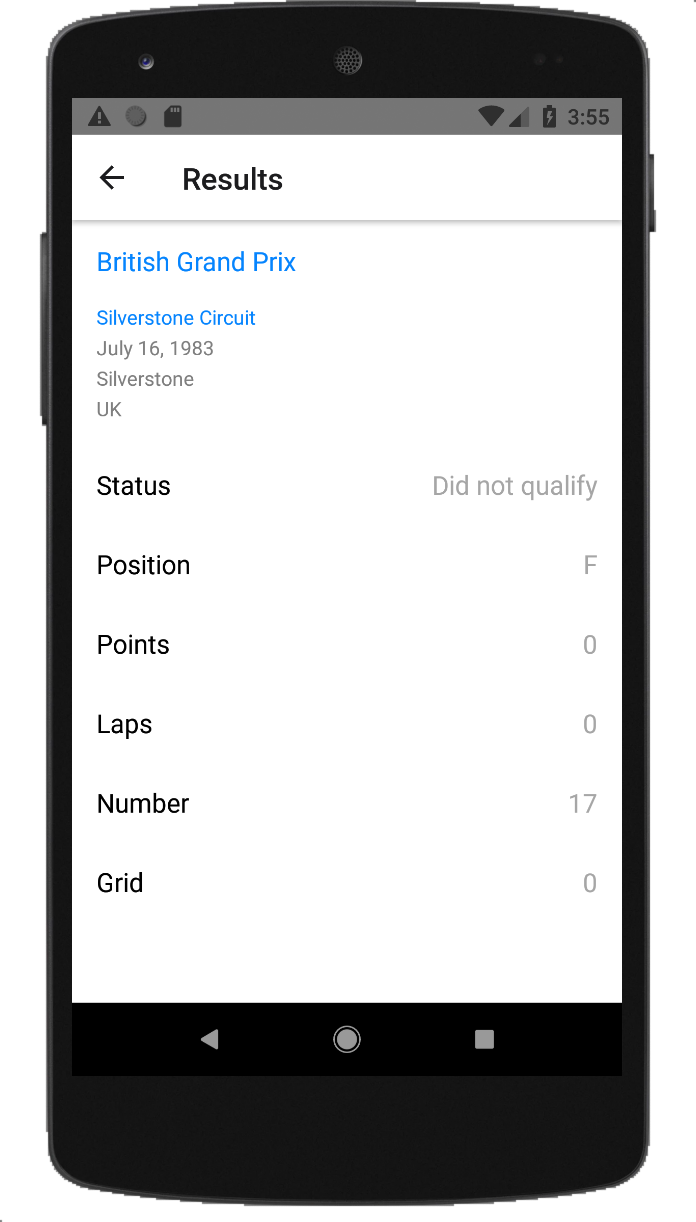 3:55
Results
British Grand Prix
Silverstone Circuit
July 16, 1983
Silverstone
UK
Status Did not qualify
Position F
Points 0
Laps 0
Number 17
Grid 0